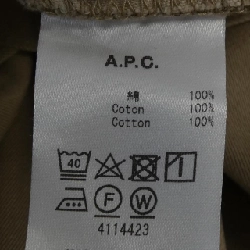 A.P.C.
綿 100%
Coton 100%
Cotton 100%
40
F W
4114423